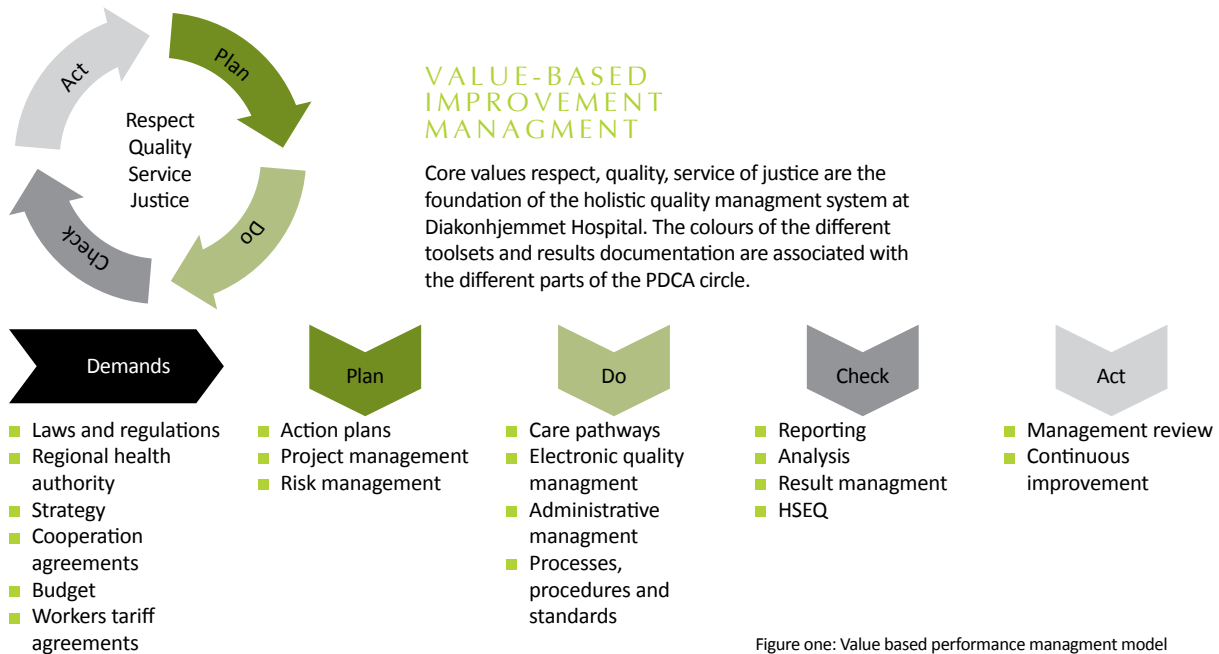 Act
Plan
Do
Check
Respect
Quality
Service
Justice
VALUE-BASED
IMPROVEMENT
MANAGMENT
Core values respect, quality, service of justice are the
foundation of the holistic quality managment system at
Diakonhjemmet Hospital. The colours of the different
toolsets and results documentation are associated with
the different parts of the PDCA circle.
Demands
Laws and regulations
Regional health
authority
Strategy
Cooperation
agreements
Budget
Workers tariff
agreements
Plan
Action plans
Project management
Risk management
Do
Care pathways
Electronic quality
managment
Administrative
managment
Processes,
procedures and
standards
Check
Reporting
Analysis
Result managment
HSEQ
Act
Management review
Continuous
improvement
Figure one: Value based performance managment model